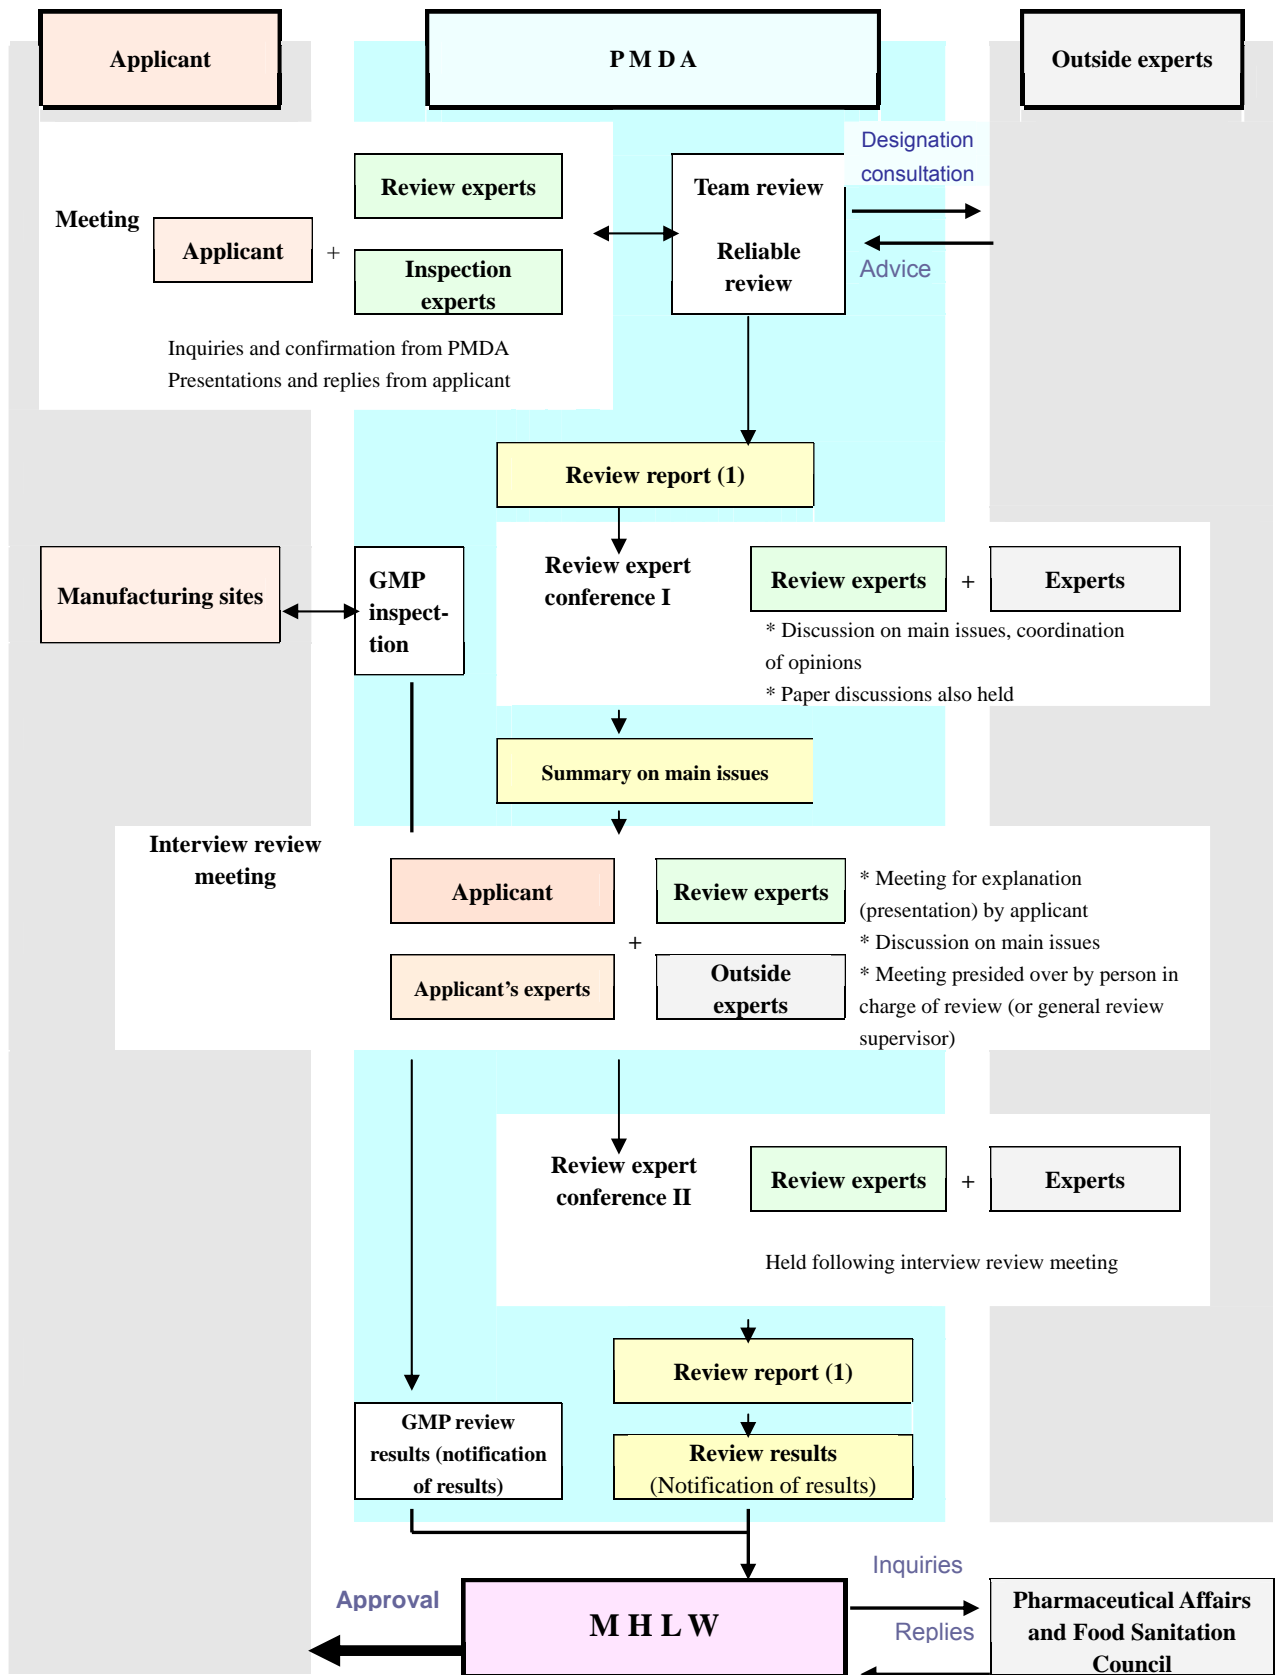 Applicant
P M D A
Outside experts
Designation
consultation
Meeting
Applicant
+
Review experts
Inspection
experts
Team review
Reliable
review
Advice
Inquiries and confirmation from PMDA
Presentations and replies from applicant
Review report (1)
Manufacturing sites
GMP
inspect-
tion
Review expert
conference I
Review experts
+
Experts
* Discussion on main issues, coordination
of opinions
* Paper discussions also held
Summary on main issues
Interview review
meeting
Applicant
Applicant's experts
+
Review experts
Outside
experts
* Meeting for explanation
(presentation) by applicant
* Discussion on main issues
* Meeting presided over by person in
charge of review (or general review
supervisor)
Review expert
conference II
Review experts
+
Experts
Held following interview review meeting
Review report (1)
GMP review
results (notification
of results)
Review results
(Notification of results)
Approval
M H L W
Inquiries
Replies
Pharmaceutical Affairs
and Food Sanitation
Council